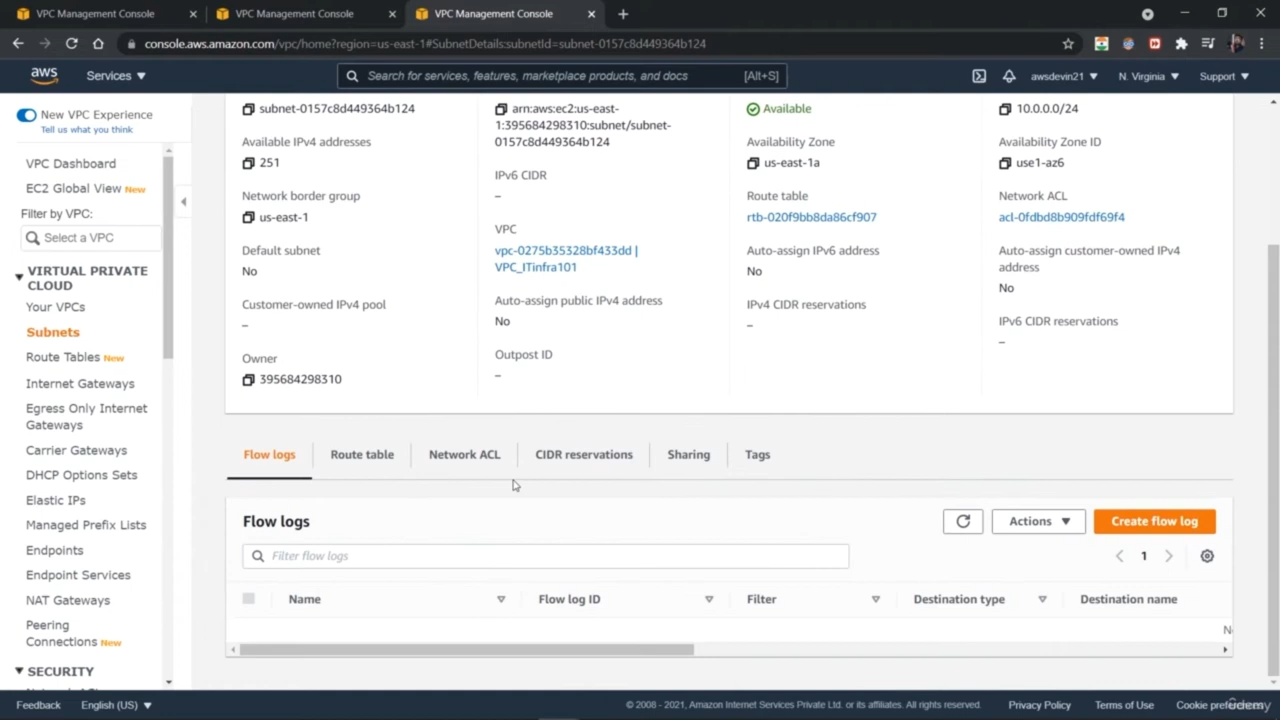 VPC Management Console
VPC Management Console
VPC Management Console
console.aws.amazon.com/vpc/home?region=us-east-1#SubnetDetails:subnetId=subnet-0157c8d449364b124
aws
Services
Search for services, features, marketplace products, and docs
[Alt+S]
awsdevin21
N. Virginia
Support
New VPC Experience
Tell us what you think
VPC Dashboard
EC2 Global View New
Filter by VPC:
Select a VPC
VIRTUAL PRIVATE
CLOUD
Your VPCs
Subnets
Route Tables New
Internet Gateways
Egress Only Internet
Gateways
Carrier Gateways
DHCP Option Sets
Elastic IPs
Managed Prefix Lists
Endpoints
Endpoint Services
NAT Gateways
Peering
Connections New
SECURITY
subnet-0157c8d449364b124
Available IPv4 addresses
251
Network border group
us-east-1
Default subnet
No
Customer-owned IPv4 pool
–
Owner
395684298310
arn:aws:ec2:us-east-
1:395684298310:subnet/subnet-
0157c8d449364b124
IPv6 CIDR
–
VPC
vpc-0275b35328bf433dd |
VPC_ITinfra101
Auto-assign public IPv4 address
No
Outpost ID
–
Available
Availability Zone
us-east-1a
Route table
rtb-020f9bb8da86cf907
Auto-assign IPv6 address
No
IPv4 CIDR reservations
–
10.0.0.0/24
Availability Zone ID
use1-az6
Network ACL
acl-0fdbd8b909fdf69f4
Auto-assign customer-owned IPv4
address
No
IPv6 CIDR reservations
–
Flow logs
Route table
Network ACL
CIDR reservations
Sharing
Tags
Flow logs
Actions
Create flow log
Filter flow logs
1
Name
Flow log ID
Filter
Destination type
Destination name
Feedback
English (US)
© 2008 - 2021, Amazon Internet Services Private Ltd. or its affiliates. All rights reserved.
Privacy Policy
Terms of Use
Cookie preferences
Udemy